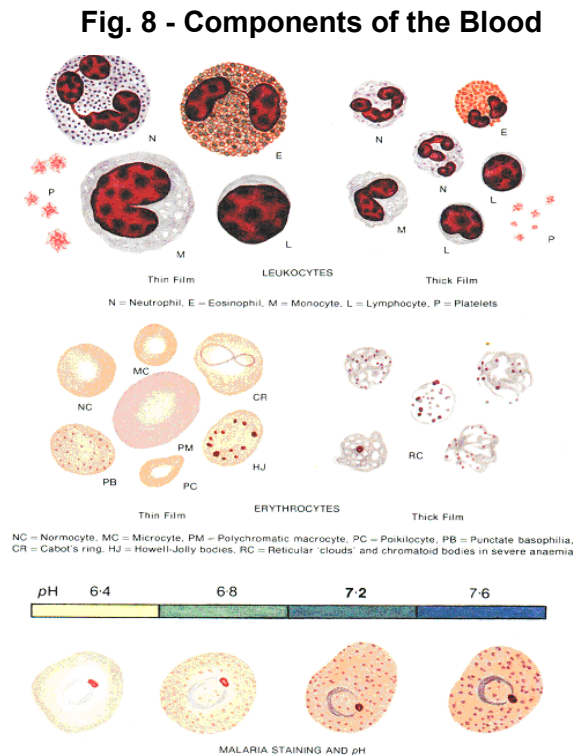 Fig. 8 - Components of the Blood
N
E
P
M
L
N
E
N
L
M
L
P
Thin Film
LEUKOCYTES
Thick Film
N = Neutrophil, E = Eosinophil, M = Monocyte, L = Lymphocyte, P = Platelets
MC
NC
CR
PM
PB
HJ
PC
RC
Thin Film
ERYTHROCYTES
Thick Film
NC = Normocyte, MC = Microcyte, PM = Polychromatic macrocyte, PC = Poikilocyte, PB = Punctate basophilia,
CR = Cabot's ring, HJ = Howell-Jolly bodies, RC = Reticular 'clouds' and chromatoid bodies in severe anaemia
pH 6·4 6·8 7·2 7·6
MALARIA STAINING AND pH